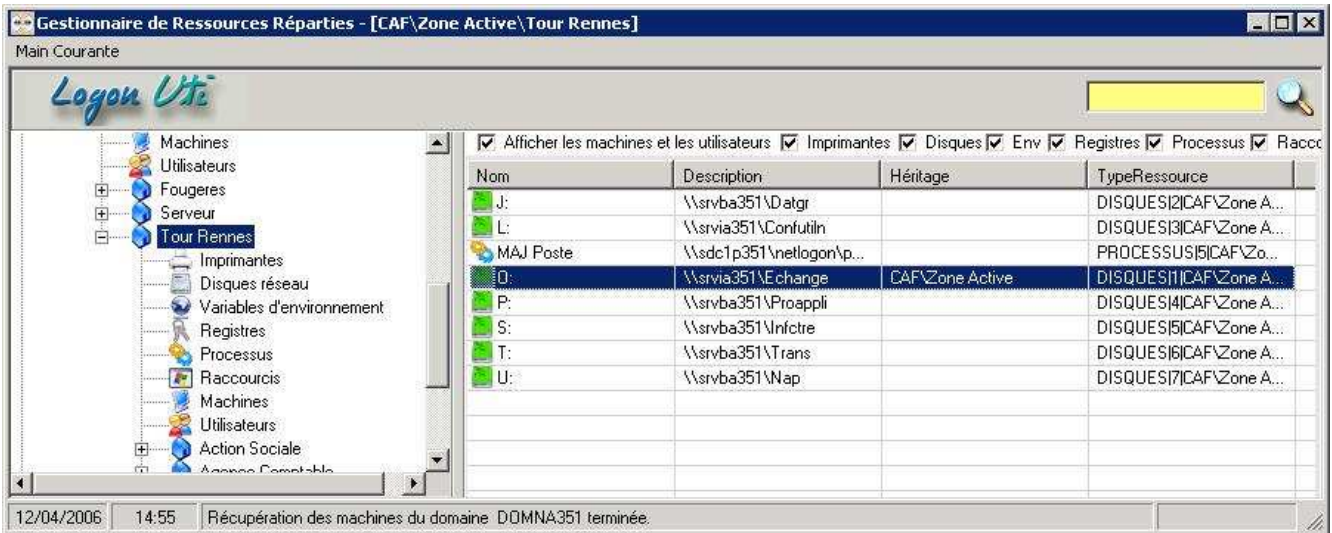 Gestionnaire de Ressources Réparties - [CAF\Zone Active\Tour Rennes]
Main Courante
Logon Uti
Machines
Utilisateurs
Fougeres
Serveur
Tour Rennes
Imprimantes
Disques réseau
Variables d'environnement
Registres
Processus
Raccourcis
Machines
Utilisateurs
Action Sociale
Agence Comptable
Afficher les machines et les utilisateurs Imprimantes Disques Env Registres Processus Racco
Nom Description Héritage TypeRessource
J: \\srvba351\Datgr DISQUES|2|CAF\Zone A...
L: \\srvia351\Confutiln DISQUES|3|CAF\Zone A...
MAJ Poste \\sdc1p351\netlogon\p... PROCESSUS|5|CAF\Zo...
O: \\srvia351\Echange CAF\Zone Active DISQUES|1|CAF\Zone A...
P: \\srvba351\Proappli DISQUES|4|CAF\Zone A...
S: \\srvba351\Infctre DISQUES|5|CAF\Zone A...
T: \\srvba351\Trans DISQUES|6|CAF\Zone A...
U: \\srvba351\Nap DISQUES|7|CAF\Zone A...
12/04/2006 14:55 Récupération des machines du domaine DOMNA351 terminée.